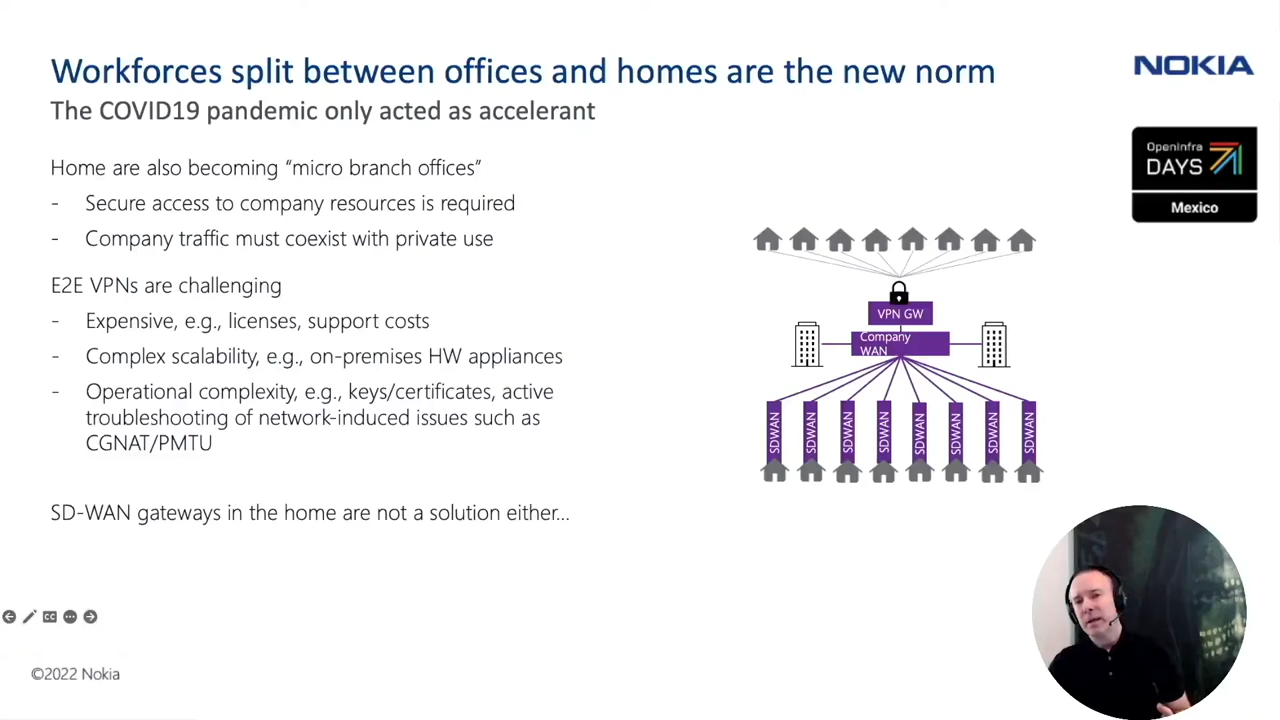 Workforces split between offices and homes are the new norm
The COVID19 pandemic only acted as accelerant
NOKIA
OpenInfra
DAYS
Mexico
Home are also becoming “micro branch offices”
- Secure access to company resources is required
- Company traffic must coexist with private use
E2E VPNs are challenging
- Expensive, e.g., licenses, support costs
- Complex scalability, e.g., on-premises HW appliances
- Operational complexity, e.g., keys/certificates, active
troubleshooting of network-induced issues such as
CGNAT/PMTU
SD-WAN gateways in the home are not a solution either...
VPN GW
Company
WAN
SDWAN
SDWAN
SDWAN
SDWAN
SDWAN
SDWAN
SDWAN
SDWAN
CC
©2022 Nokia